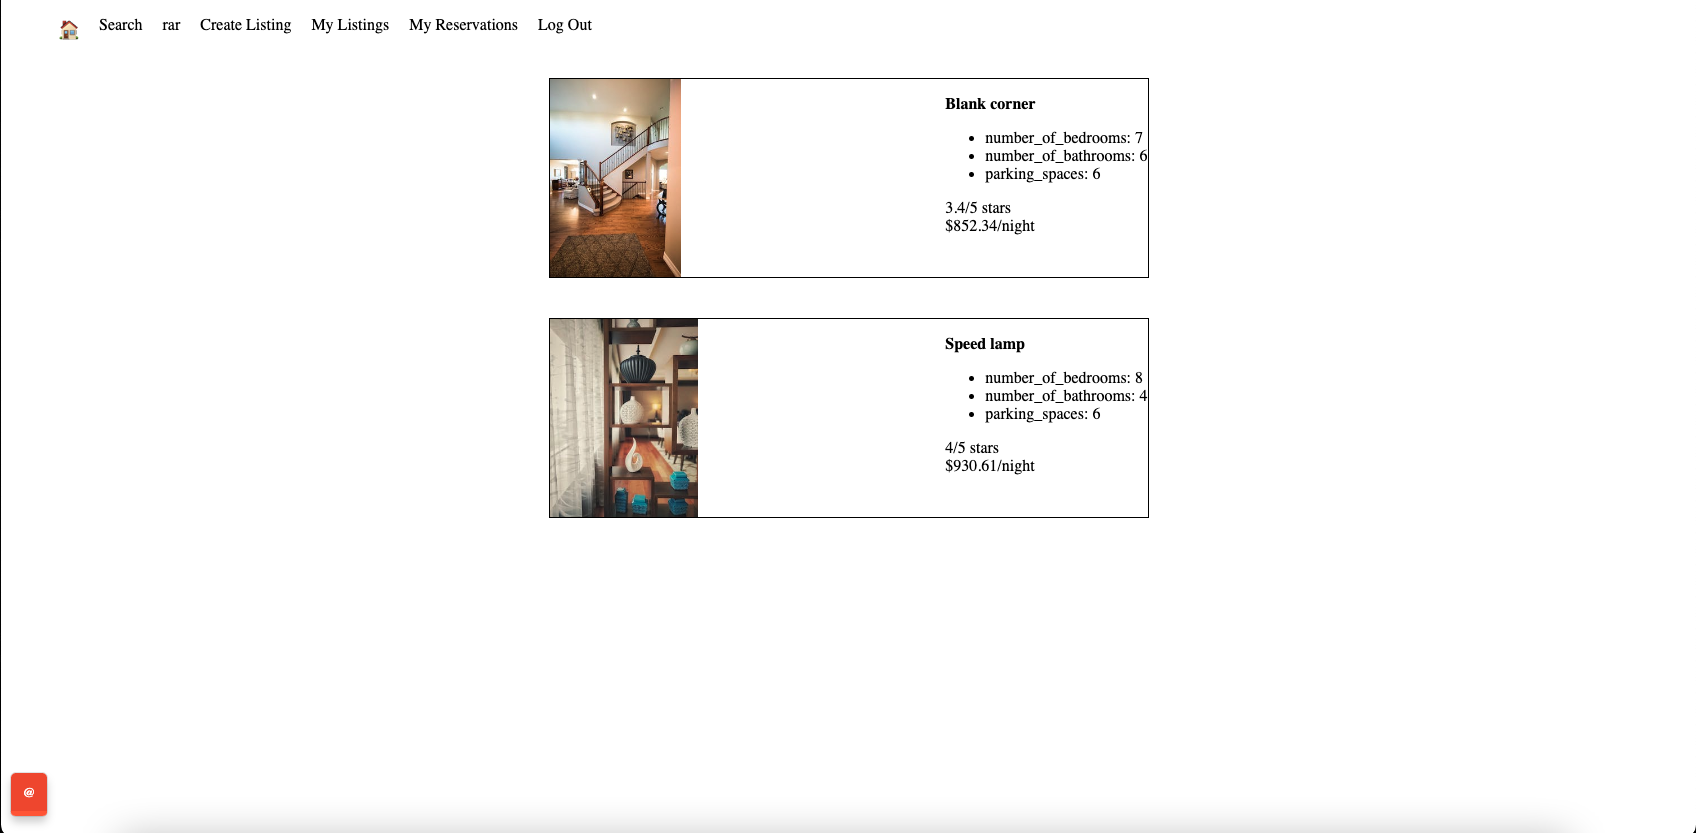 Search rar Create Listing My Listings My Reservations Log Out
Blank corner
number_of_bedrooms: 7
number_of_bathrooms: 6
parking_spaces: 6
3.4/5 stars
$852.34/night
Speed lamp
number_of_bedrooms: 8
number_of_bathrooms: 4
parking_spaces: 6
4/5 stars
$930.61/night
@